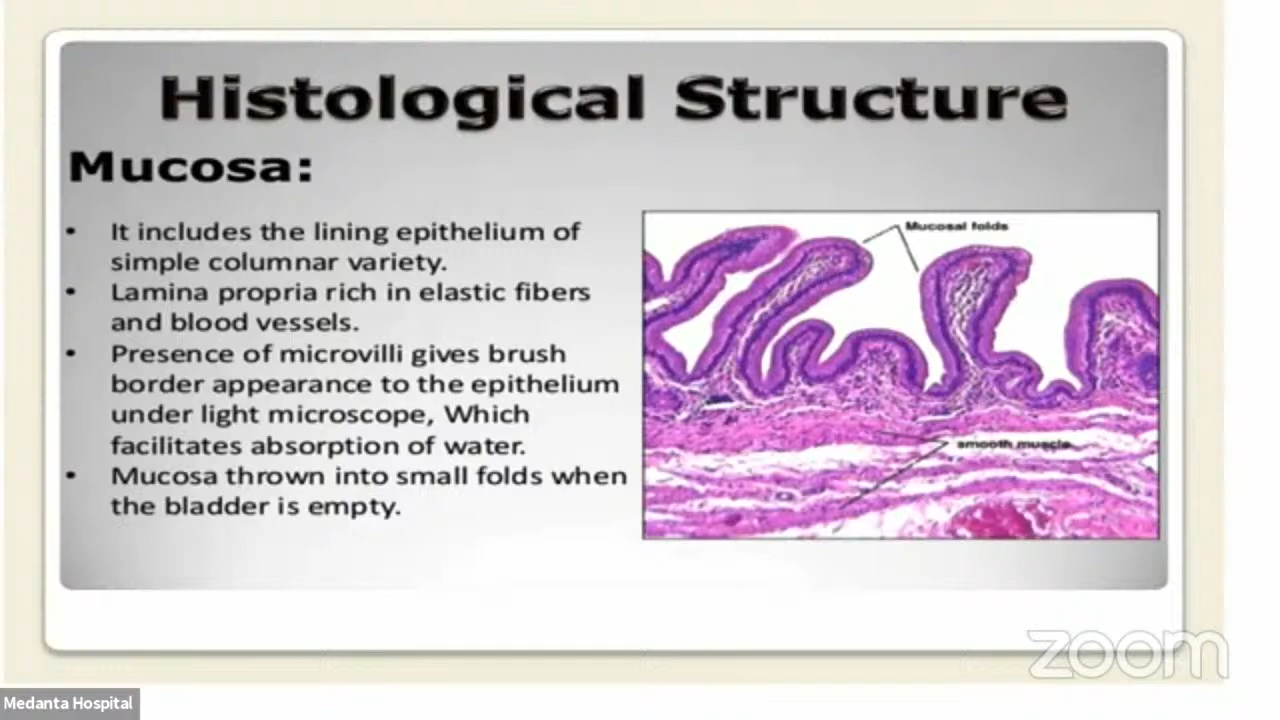 Histological Structure
Mucosa:
• It includes the lining epithelium of
simple columnar variety.
• Lamina propria rich in elastic fibers
and blood vessels.
• Presence of microvilli gives brush
border appearance to the epithelium
under light microscope, Which
facilitates absorption of water.
• Mucosa thrown into small folds when
the bladder is empty.
Mucosal folds
smooth muscle
zoom
Medanta Hospital